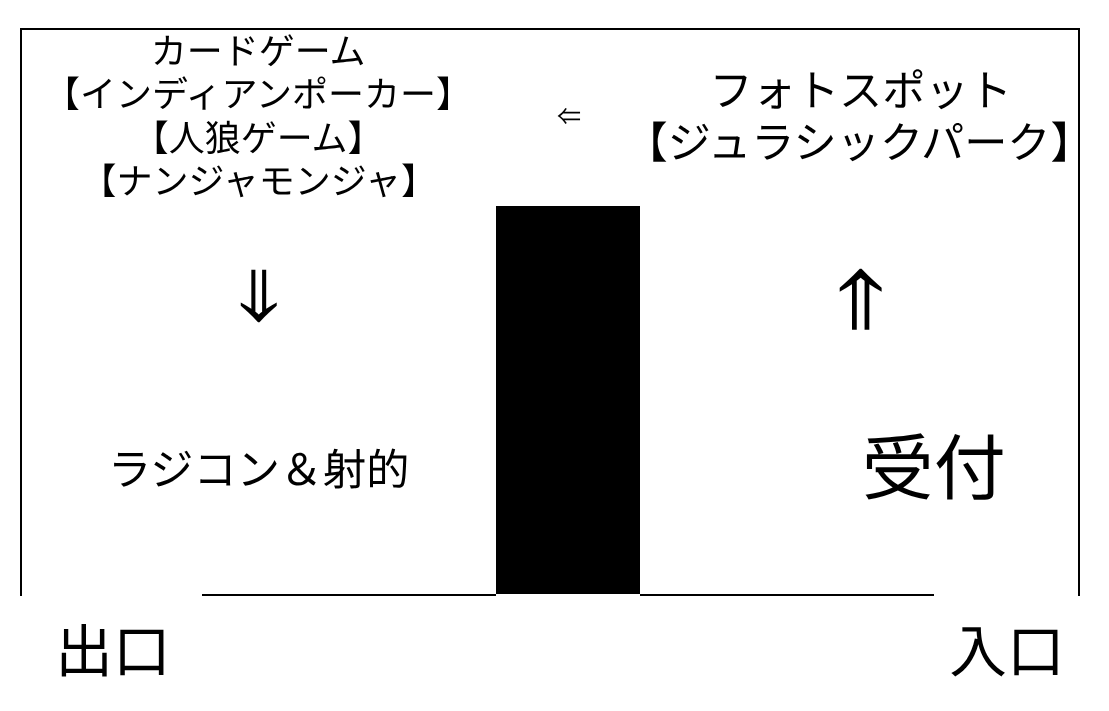 カードゲーム
【インディアンポーカー】
【人狼ゲーム】
【ナンジャモンジャ】
⇐
フォトスポット
【ジュラシックパーク】
⇓
⇑
ラジコン＆射的
受付
出口
入口